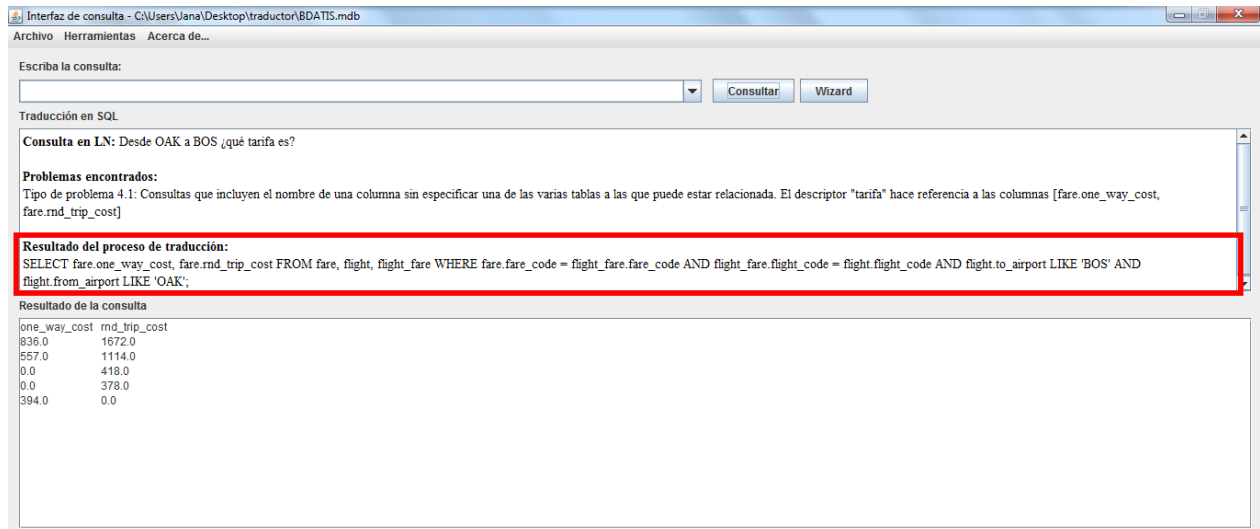 Interfaz de consulta - C:\Users\Jana\Desktop\traductor\BDATIS.mdb
Archivo Herramientas Acerca de...
Escriba la consulta:
Consultar Wizard
Traducción en SQL
Consulta en LN: Desde OAK a BOS ¿qué tarifa es?
Problemas encontrados:
Tipo de problema 4.1: Consultas que incluyen el nombre de una columna sin especificar una de las varias tablas a las que puede estar relacionada. El descriptor "tarifa" hace referencia a las columnas [fare.one_way_cost,
fare.rnd_trip_cost]
Resultado del proceso de traducción:
SELECT fare.one_way_cost, fare.rnd_trip_cost FROM fare, flight, flight_fare WHERE fare.fare_code = flight_fare.fare_code AND flight_fare.flight_code = flight.flight_code AND flight.to_airport LIKE 'BOS' AND
flight.from_airport LIKE 'OAK';
Resultado de la consulta
one_way_cost rnd_trip_cost
836.0 1672.0
557.0 1114.0
0.0 418.0
0.0 378.0
394.0 0.0